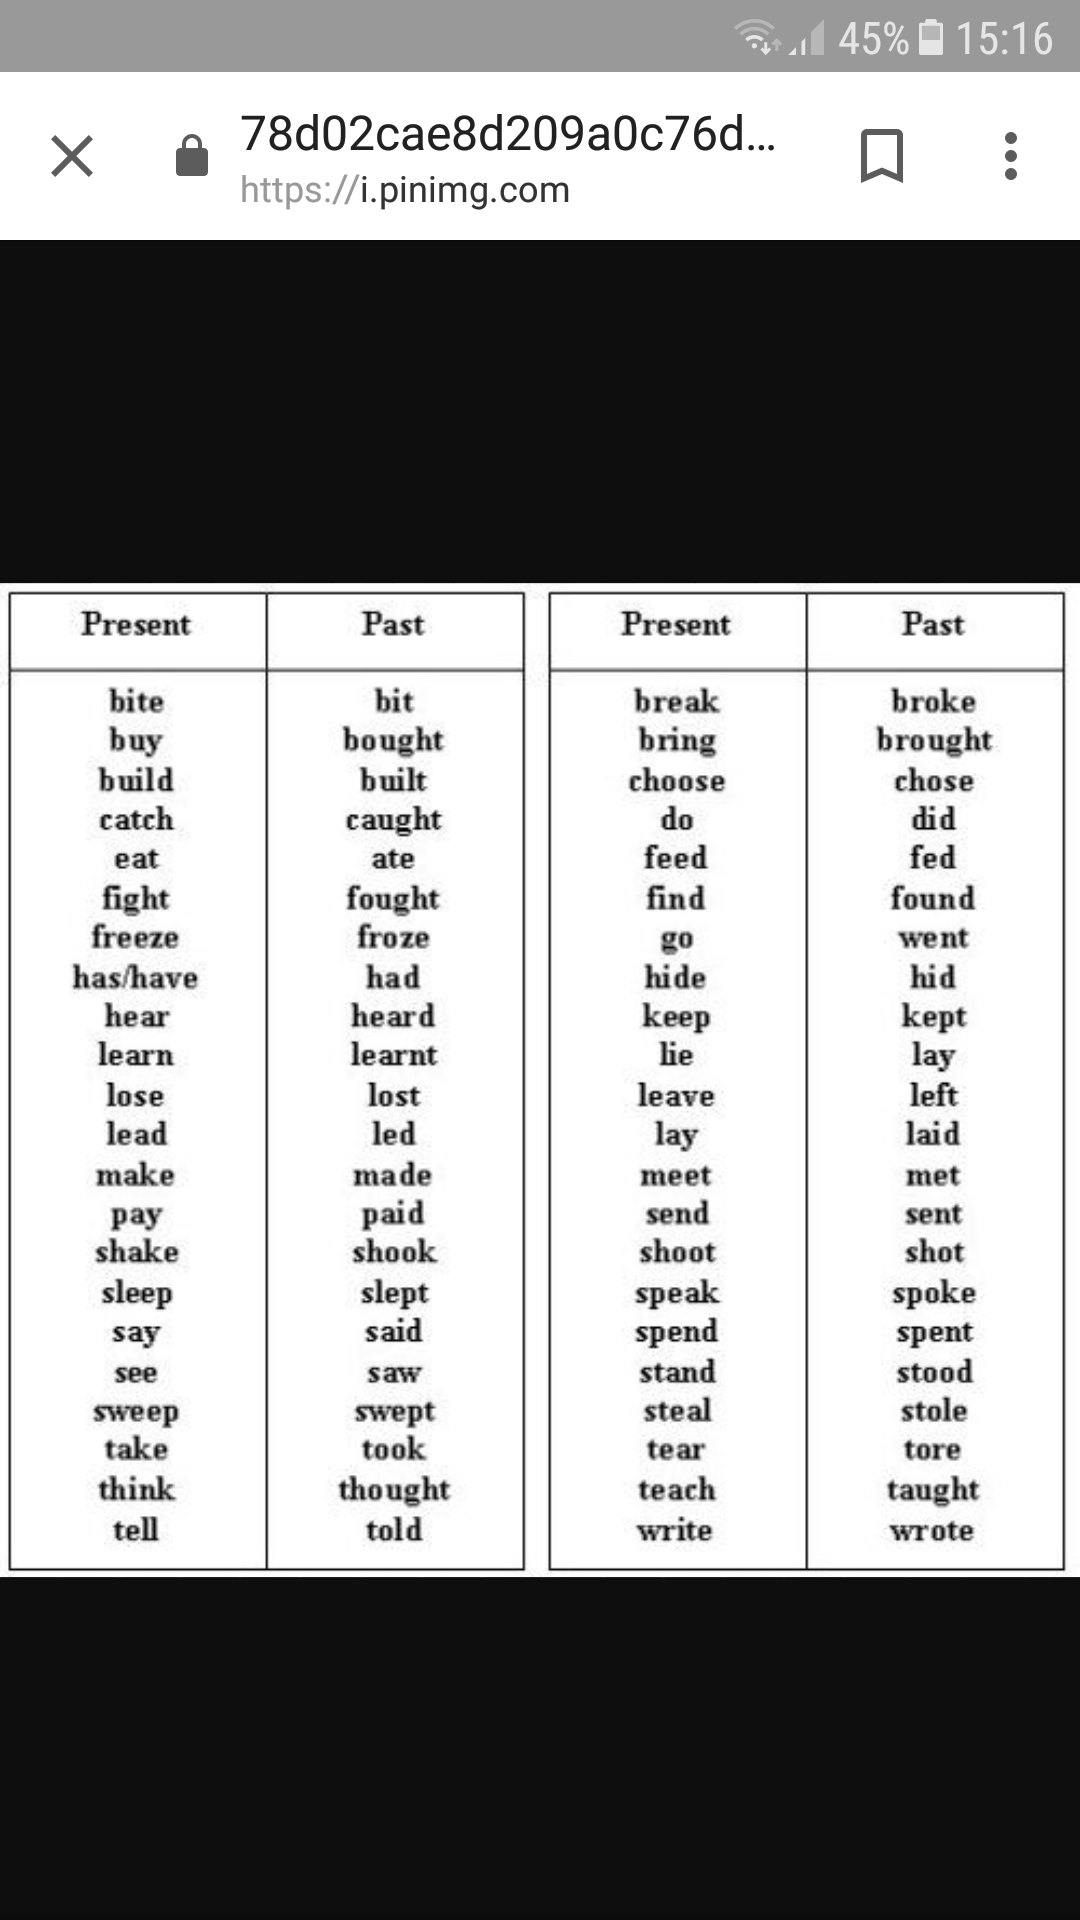 45% 15:16
78d02cae8d209a0c76d...
https://i.pinimg.com
Present Past Present Past
bite bit break broke
buy bought bring brought
build built choose chose
catch caught do did
eat ate feed fed
fight fought find found
freeze froze go went
has/have had hide hid
hear heard keep kept
learn learnt lie lay
lose lost leave left
lead led lay laid
make made meet met
pay paid send sent
shake shook shoot shot
sleep slept speak spoke
say said spend spent
see saw stand stood
sweep swept steal stole
take took tear tore
think thought teach taught
tell told write wrote